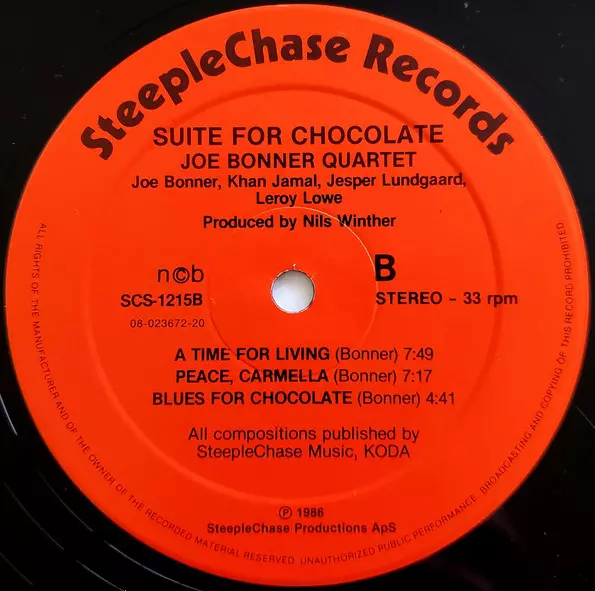 SteepleChase Records
SUITE FOR CHOCOLATE
JOE BONNER QUARTET
Joe Bonner, Khan Jamal, Jesper Lundgaard,
Leroy Lowe
Produced by Nils Winther
n©b
B
SCS-1215B
STEREO - 33 rpm
08-023672-20
A TIME FOR LIVING (Bonner) 7:49
PEACE, CARMELLA (Bonner) 7:17
BLUES FOR CHOCOLATE (Bonner) 4:41
All compositions published by
SteepleChase Music, KODA
℗ 1986
SteepleChase Productions ApS
ALL RIGHTS OF THE MANUFACTURER AND OF THE OWNER OF THE RECORDED MATERIAL RESERVED. UNAUTHORIZED PUBLIC PERFORMANCE, BROADCASTING AND COPYING OF THIS RECORD PROHIBITED